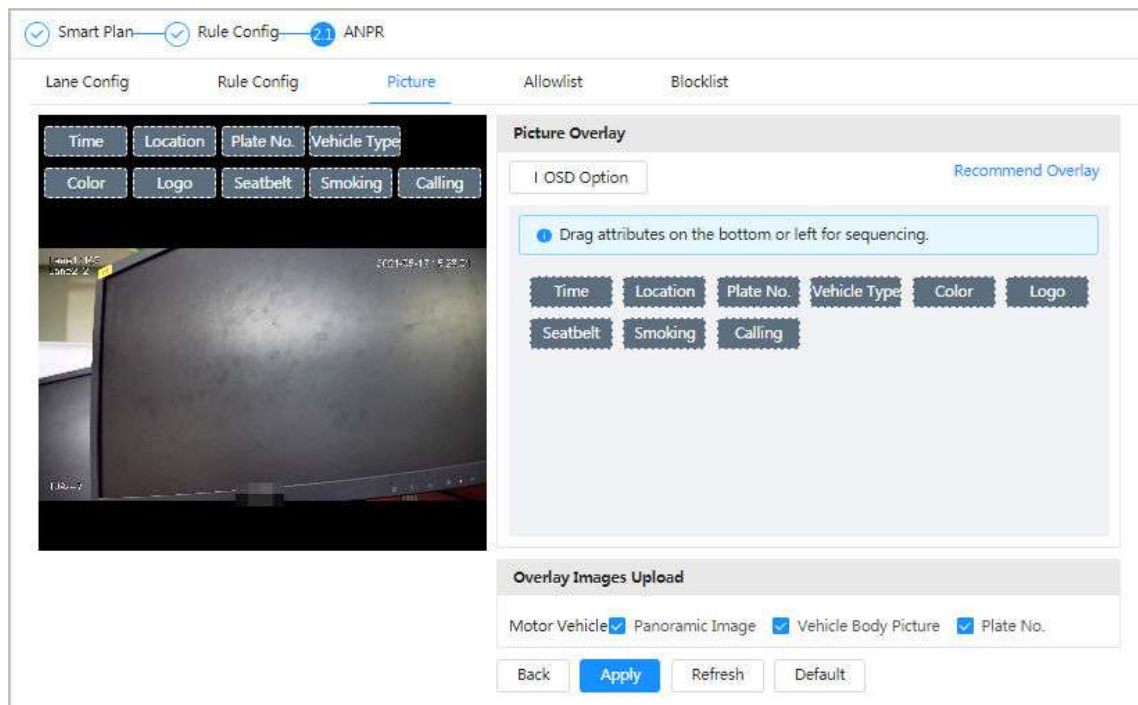 Smart Plan Rule Config 2.1 ANPR
Lane Config Rule Config Picture Allowlist Blocklist
Time Location Plate No. Vehicle Type
Color Logo Seatbelt Smoking Calling
Picture Overlay
I OSD Option Recommend Overlay
Drag attributes on the bottom or left for sequencing.
Time Location Plate No. Vehicle Type Color Logo
Seatbelt Smoking Calling
Overlay Images Upload
Motor Vehicle Panoramic Image Vehicle Body Picture Plate No.
Back Apply Refresh Default